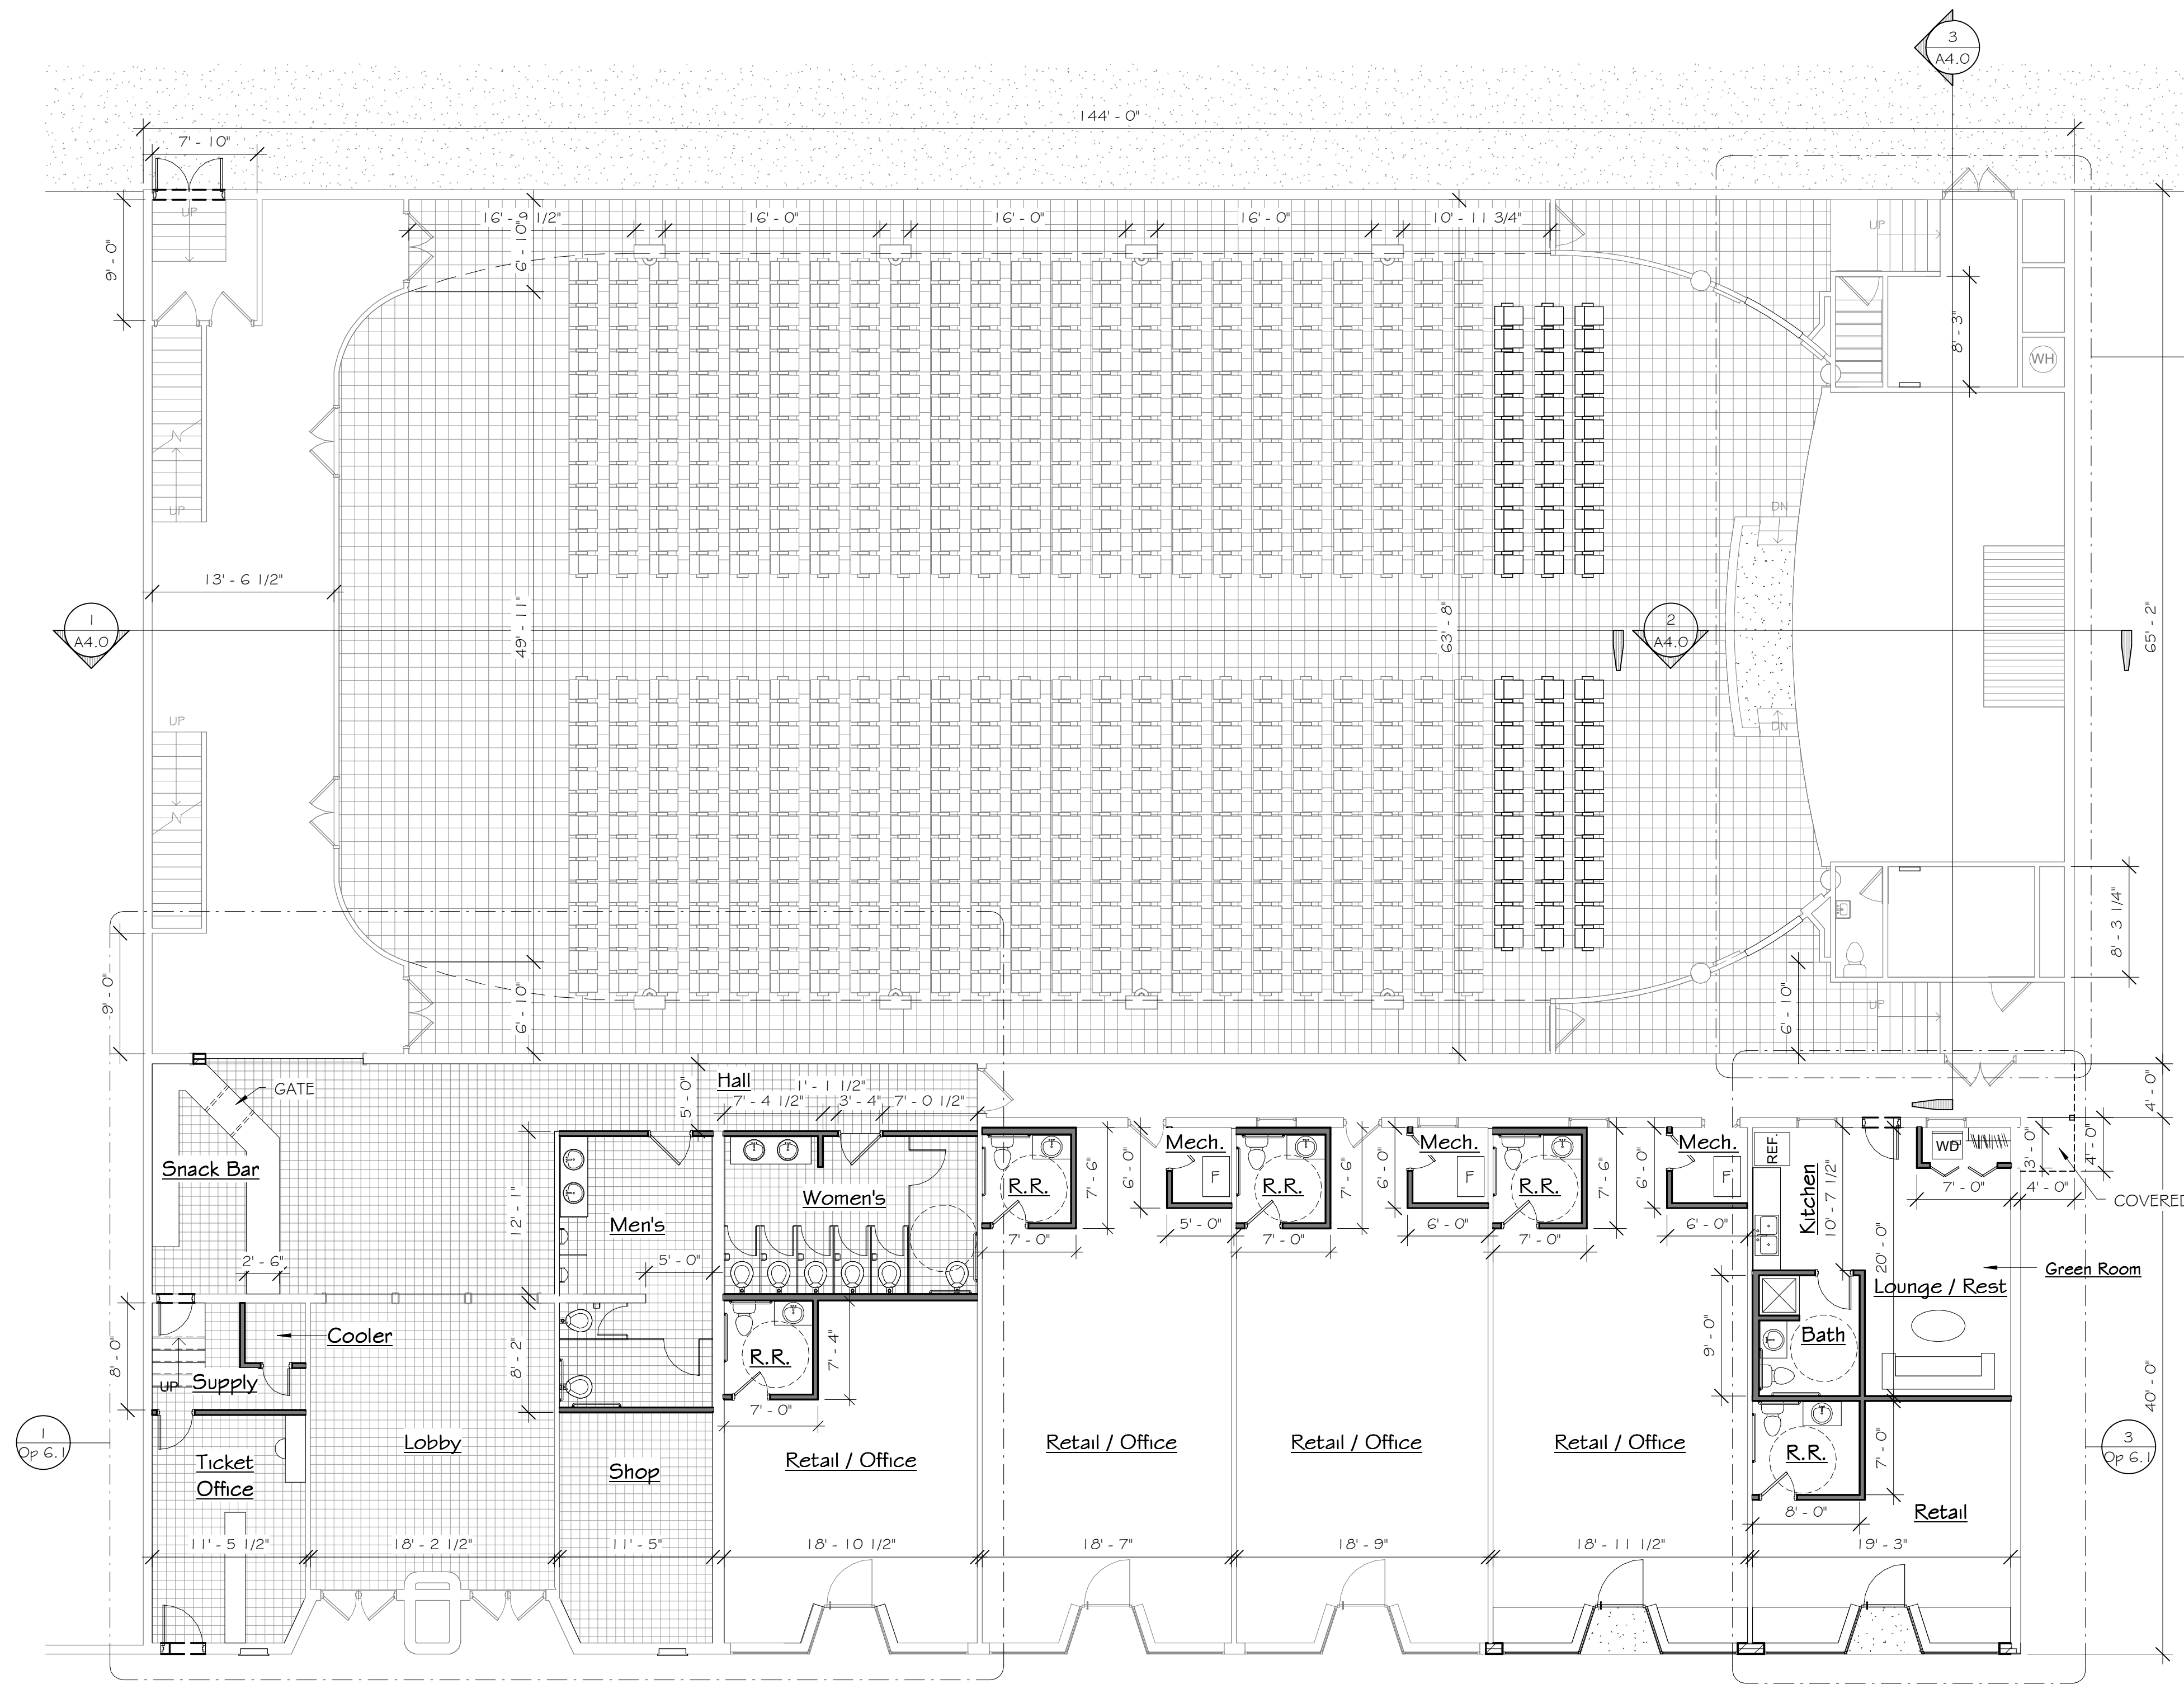 3
A4.0
144' - 0"
7' - 10"
UP
9' - 0"
16' - 9 1/2"
16' - 0"
16' - 0"
16' - 0"
10' - 11 3/4"
6' - 10"
UP
8' - 3"
WH
N
UP
DN
13' - 6 1/2"
49' - 11"
63' - 8"
65' - 2"
1
A4.0
2
A4.0
UP
DN
N
8' - 3 1/4"
9' - 0"
6' - 10"
6' - 10"
UP
GATE
5' - 0"
Hall
1' - 1 1/2"
7' - 4 1/2"
3' - 4"
7' - 0 1/2"
4' - 0"
Snack Bar
12' - 1"
Men's
Women's
R.R.
7' - 6"
6' - 0"
Mech.
F
R.R.
7' - 6"
6' - 0"
Mech.
F
R.R.
7' - 6"
6' - 0"
Mech.
F
REF.
Kitchen
10' - 7 1/2"
WD
3' - 0"
4' - 0"
7' - 0"
4' - 0"
COVERED
2' - 6"
5' - 0"
7' - 0"
5' - 0"
7' - 0"
6' - 0"
7' - 0"
6' - 0"
20' - 0"
Green Room
Lounge / Rest
8' - 0"
Cooler
UP
Supply
8' - 2"
R.R.
7' - 4"
7' - 0"
9' - 0"
Bath
40' - 0"
1
Op 6.1
Ticket
Office
Lobby
Shop
Retail / Office
Retail / Office
Retail / Office
Retail / Office
R.R.
7' - 0"
8' - 0"
Retail
3
Op 6.1
11' - 5 1/2"
18' - 2 1/2"
11' - 5"
18' - 10 1/2"
18' - 7"
18' - 9"
18' - 11 1/2"
19' - 3"